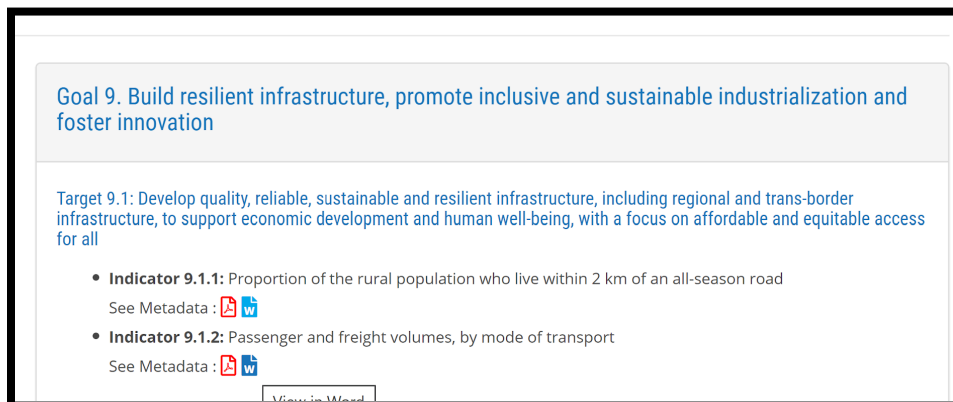 Goal 9. Build resilient infrastructure, promote inclusive and sustainable industrialization and
foster innovation
Target 9.1: Develop quality, reliable, sustainable and resilient infrastructure, including regional and trans-border
infrastructure, to support economic development and human well-being, with a focus on affordable and equitable access
for all
Indicator 9.1.1: Proportion of the rural population who live within 2 km of an all-season road
See Metadata :
Indicator 9.1.2: Passenger and freight volumes, by mode of transport
See Metadata :
View in Word